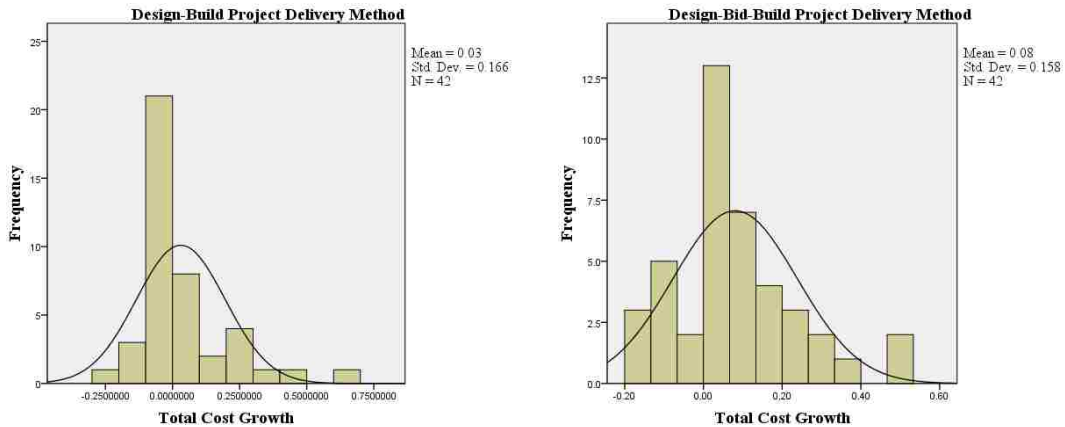 Design-Build Project Delivery Method
25
20
15
10
5
0
Frequency
-0.2500000 0.0000000 0.2500000 0.5000000 0.7500000
Total Cost Growth
Mean = 0.03
Std. Dev. = 0.166
N = 42
Design-Bid-Build Project Delivery Method
12.5
10.0
7.5
5.0
2.5
0.0
Frequency
-0.20 0.00 0.20 0.40 0.60
Total Cost Growth
Mean = 0.08
Std. Dev. = 0.158
N = 42